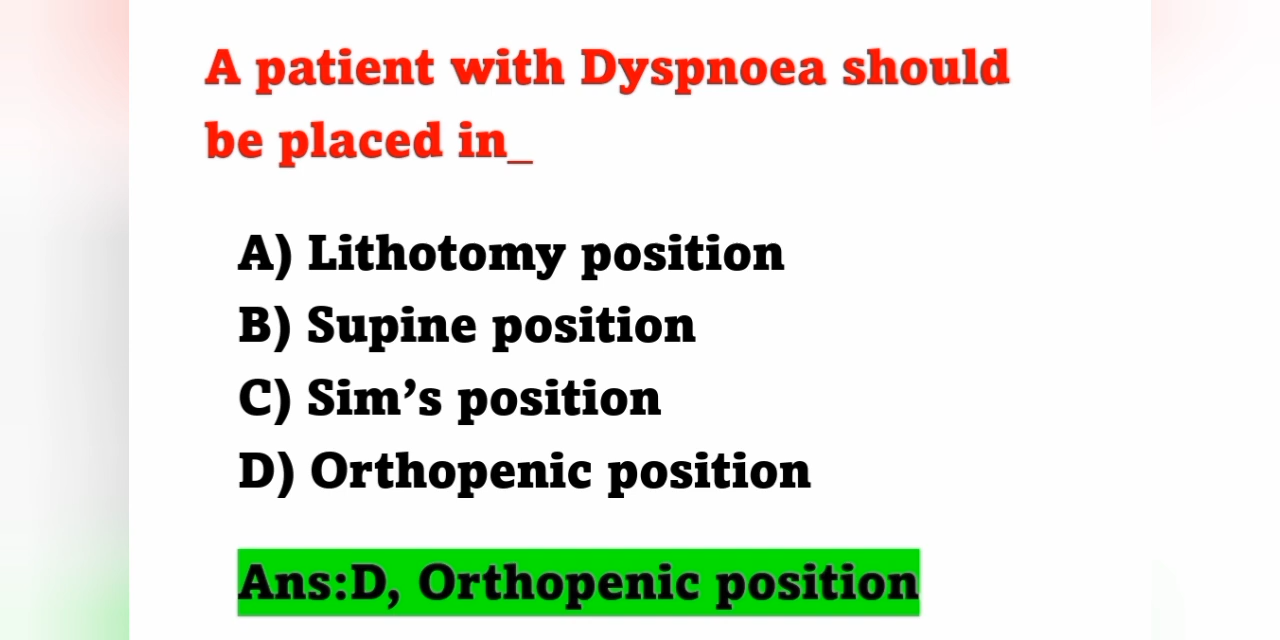 A patient with Dyspnoea should
be placed in_
A) Lithotomy position
B) Supine position
C) Sim’s position
D) Orthopenic position
Ans:D, Orthopenic position